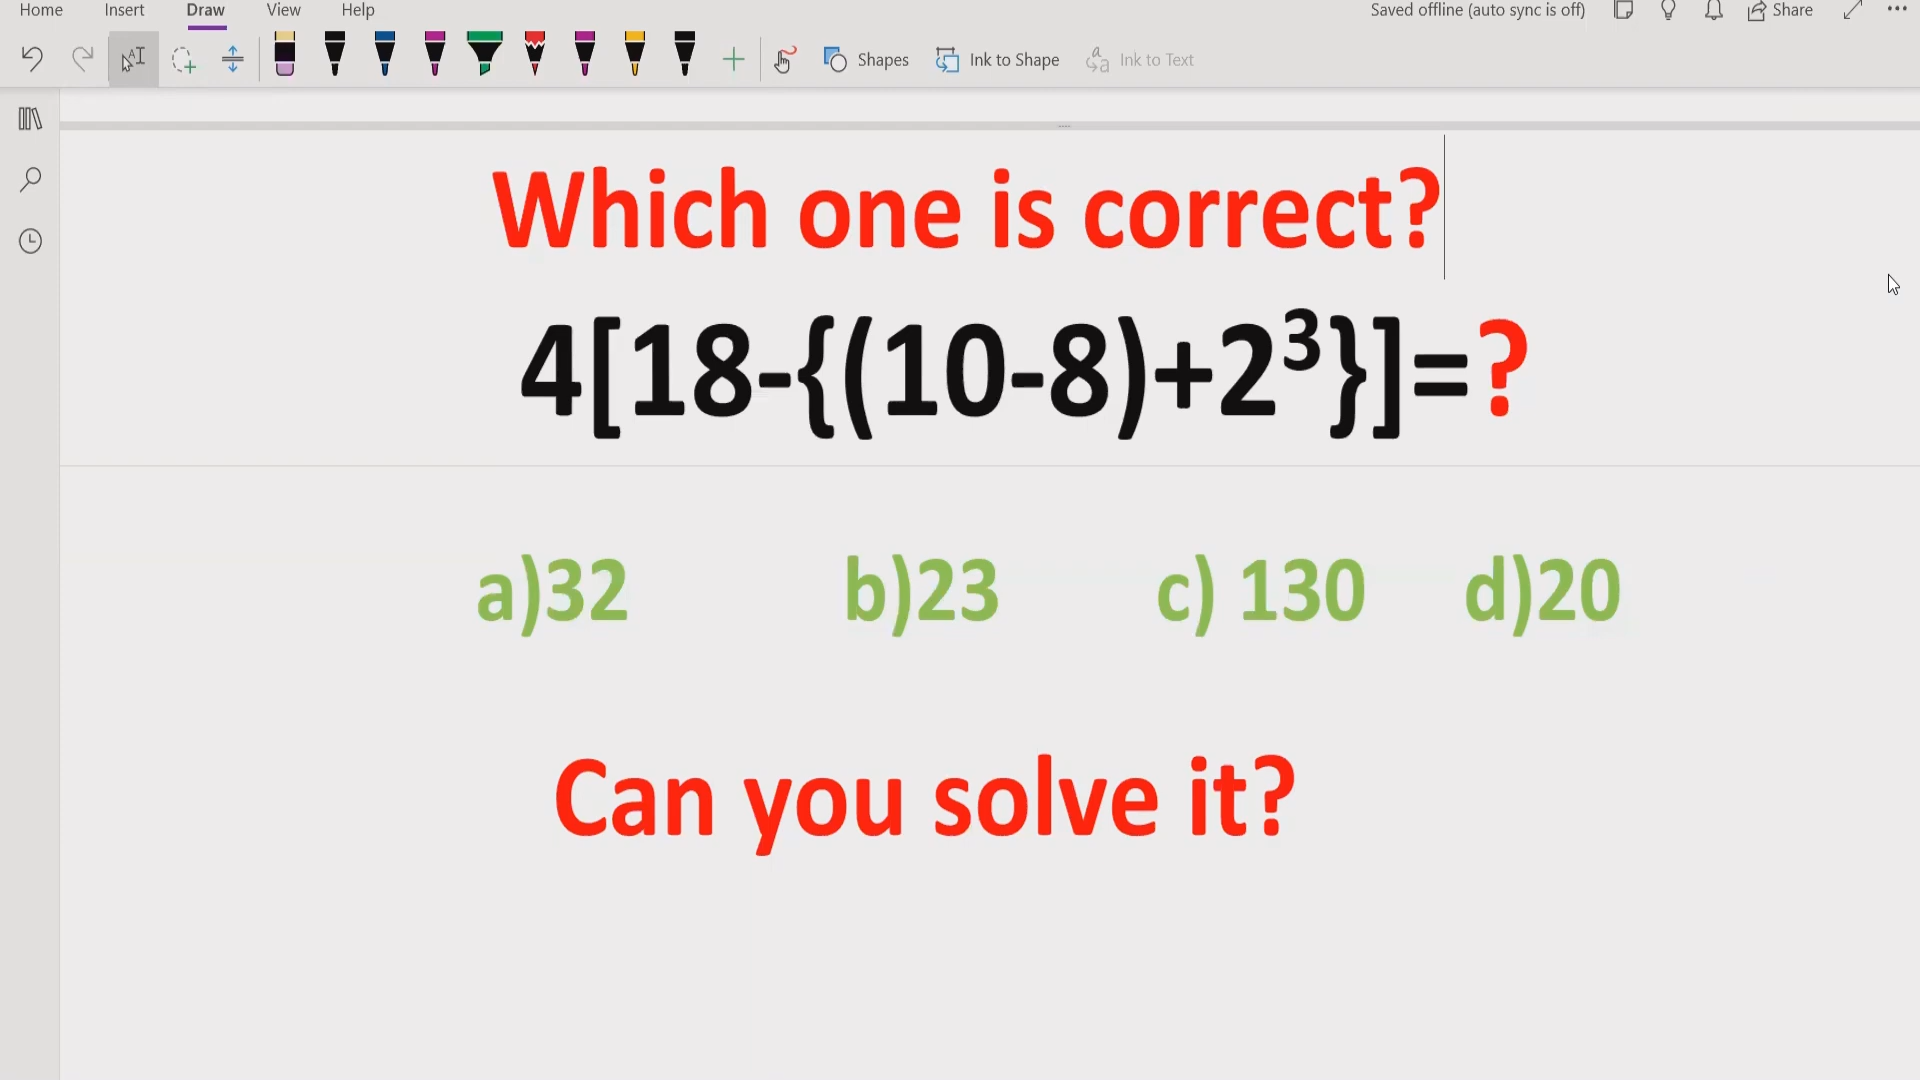 Home Insert Draw View Help Saved offline (auto sync is off) Share
Shapes Ink to Shape Ink to Text
Which one is correct?
4[18-{(10-8)+2³}]=?
a)32 b)23 c) 130 d)20
Can you solve it?